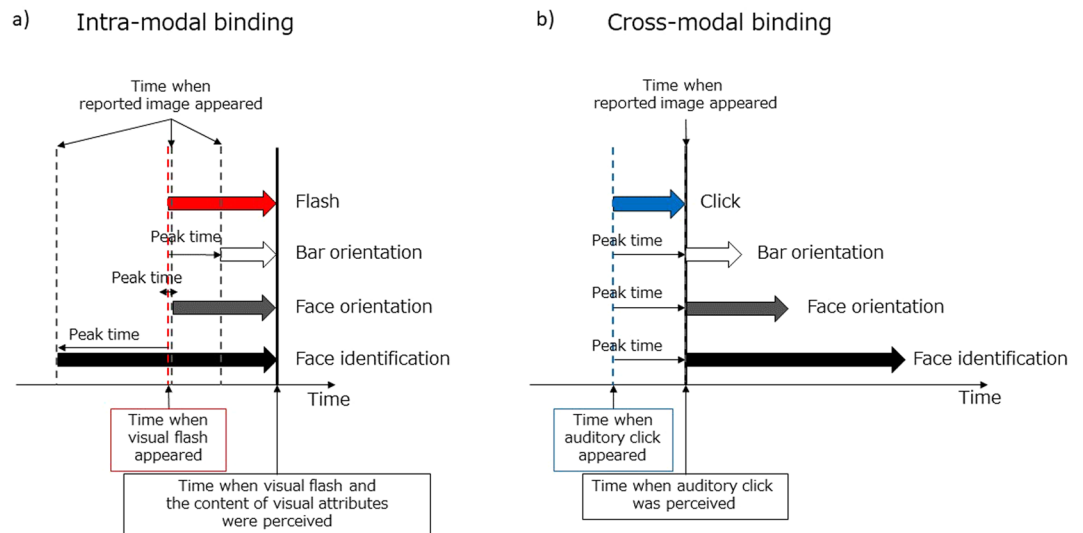 a)
Intra-modal binding
Time when
reported image appeared
Flash
Peak time
Bar orientation
Peak time
Face orientation
Peak time
Face identification
Time
Time when
visual flash
appeared
Time when visual flash and
the content of visual attributes
were perceived
b)
Cross-modal binding
Time when
reported image appeared
Click
Peak time
Bar orientation
Peak time
Face orientation
Peak time
Face identification
Time
Time when
auditory click
appeared
Time when auditory click
was perceived